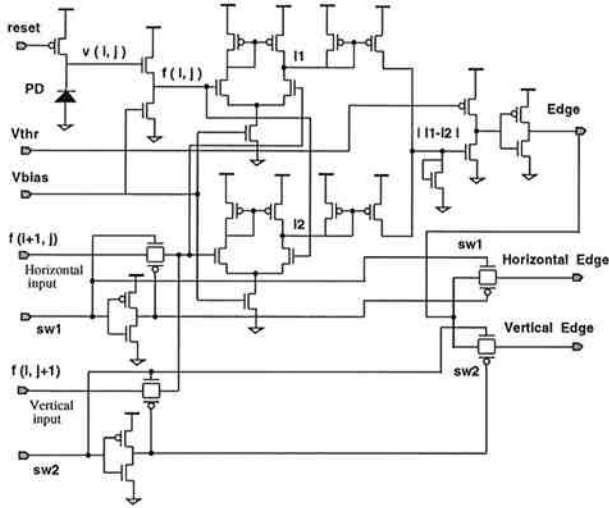 reset
v ( i, j )
I1
PD
f ( i, j )
Vthr
| I1-I2 |
Edge
Vbias
I2
f (i+1, j)
Horizontal
input
sw1
sw1
Horizontal Edge
f (i, j+1)
Vertical
input
Vertical Edge
sw2
sw2